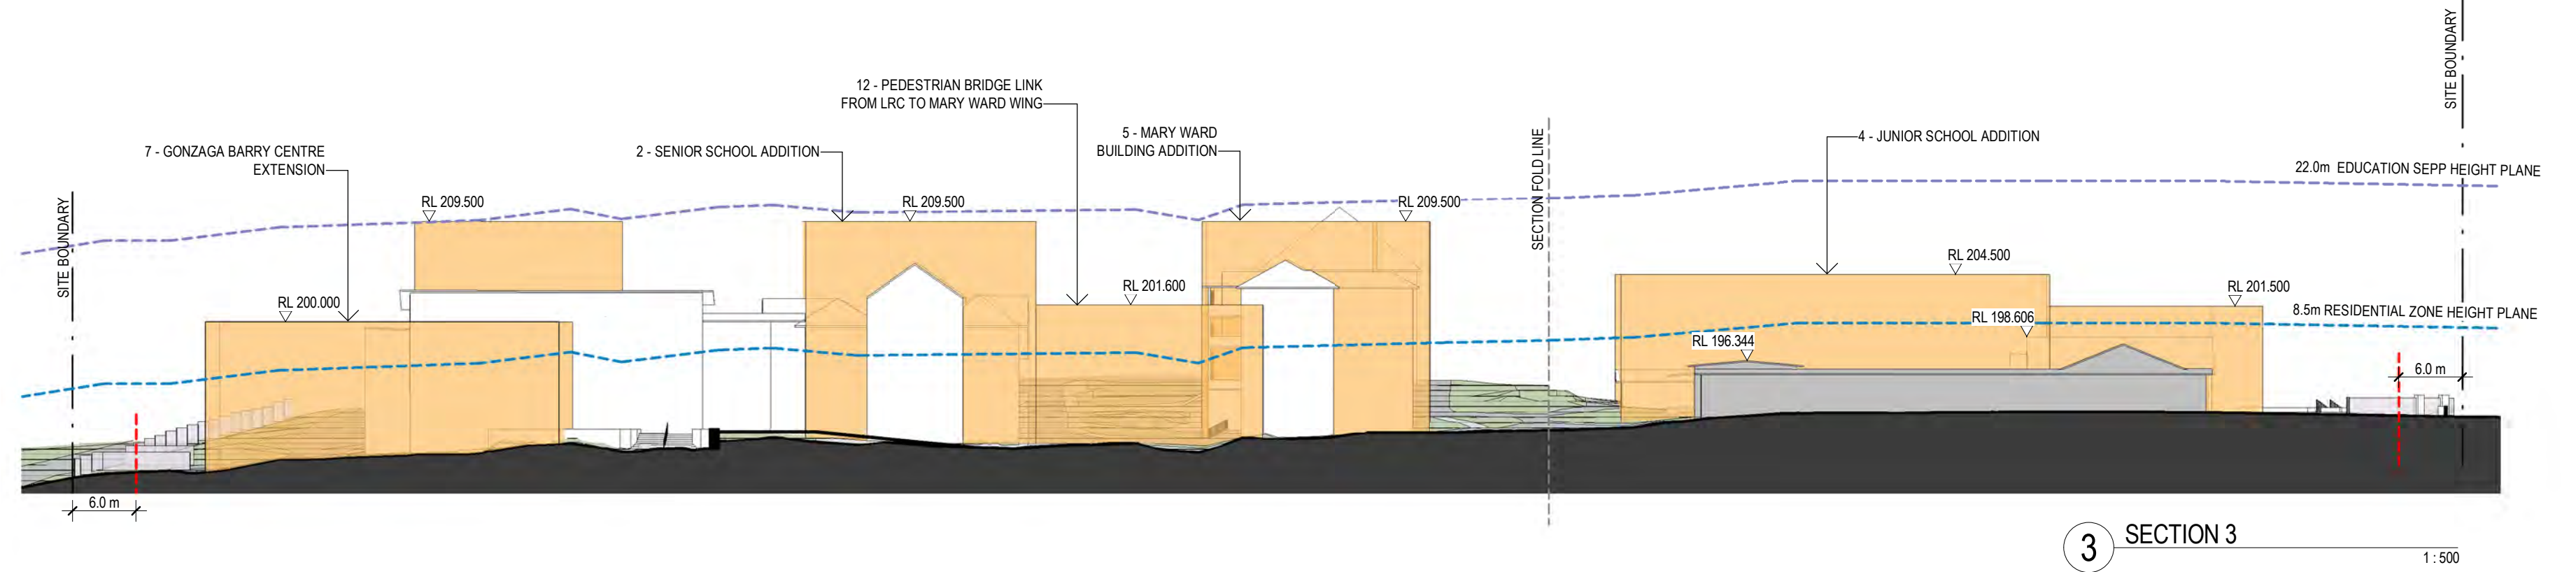 SITE BOUNDARY
7 - GONZAGA BARRY CENTRE
EXTENSION
RL 200.000
RL 209.500
2 - SENIOR SCHOOL ADDITION
RL 209.500
12 - PEDESTRIAN BRIDGE LINK
FROM LRC TO MARY WARD WING
RL 201.600
5 - MARY WARD
BUILDING ADDITION
RL 209.500
SECTION FOLD LINE
4 - JUNIOR SCHOOL ADDITION
RL 204.500
RL 201.500
RL 198.606
RL 196.344
22.0m EDUCATION SEPP HEIGHT PLANE
8.5m RESIDENTIAL ZONE HEIGHT PLANE
SITE BOUNDARY
6.0 m
6.0 m
3 SECTION 3
1 : 500